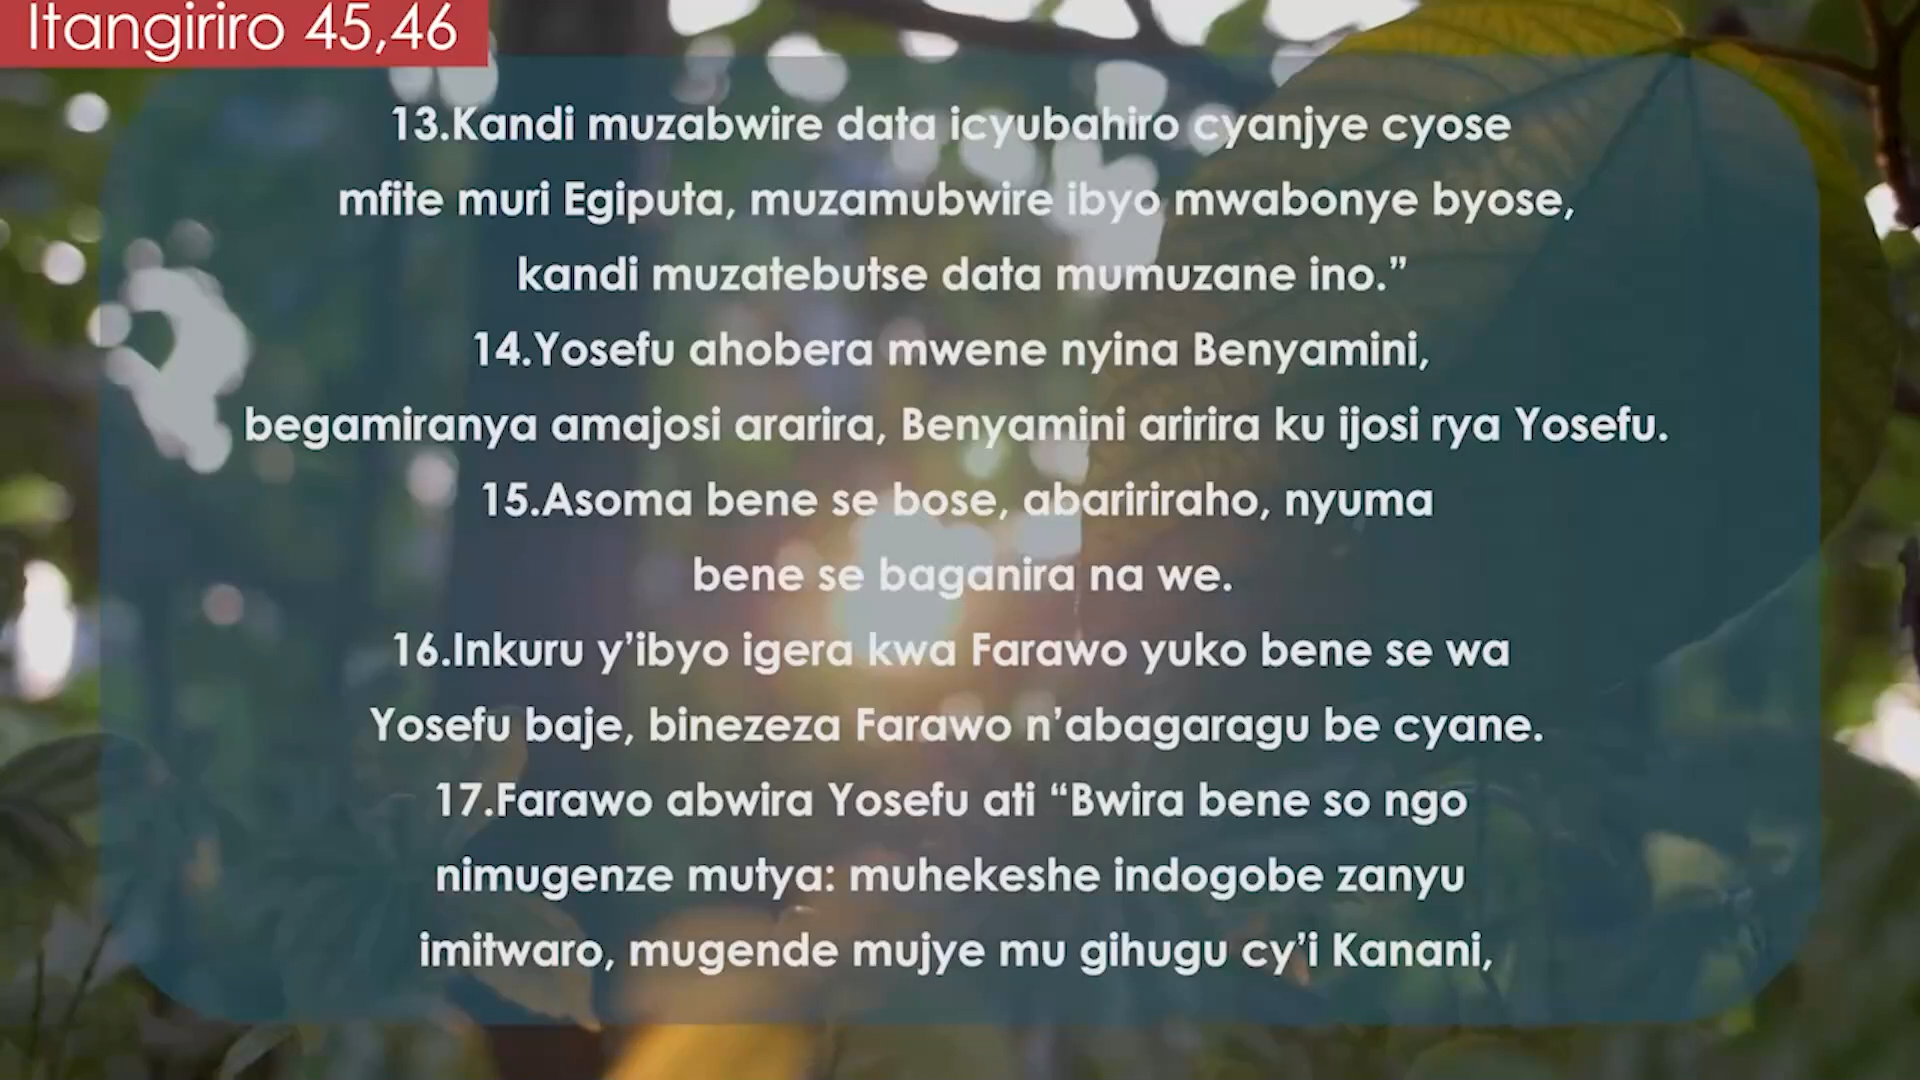 Itangiriro 45,46
13.Kandi muzabwire data icyubahiro cyanjye cyose
mfite muri Egiputa, muzamubwire ibyo mwabonye byose,
kandi muzatebutse data mumuzane ino.”
14.Yosefu ahobera mwene nyina Benyamini,
begamiranya amajosi ararira, Benyamini aririra ku ijosi rya Yosefu.
15.Asoma bene se bose, abaririraho, nyuma
bene se baganira na we.
16.Inkuru y’ibyo igera kwa Farawo yuko bene se wa
Yosefu baje, binezeza Farawo n’abagaragu be cyane.
17.Farawo abwira Yosefu ati “Bwira bene so ngo
nimugenze mutya: muhekeshe indogobe zanyu
imitwaro, mugende mujye mu gihugu cy’i Kanani,